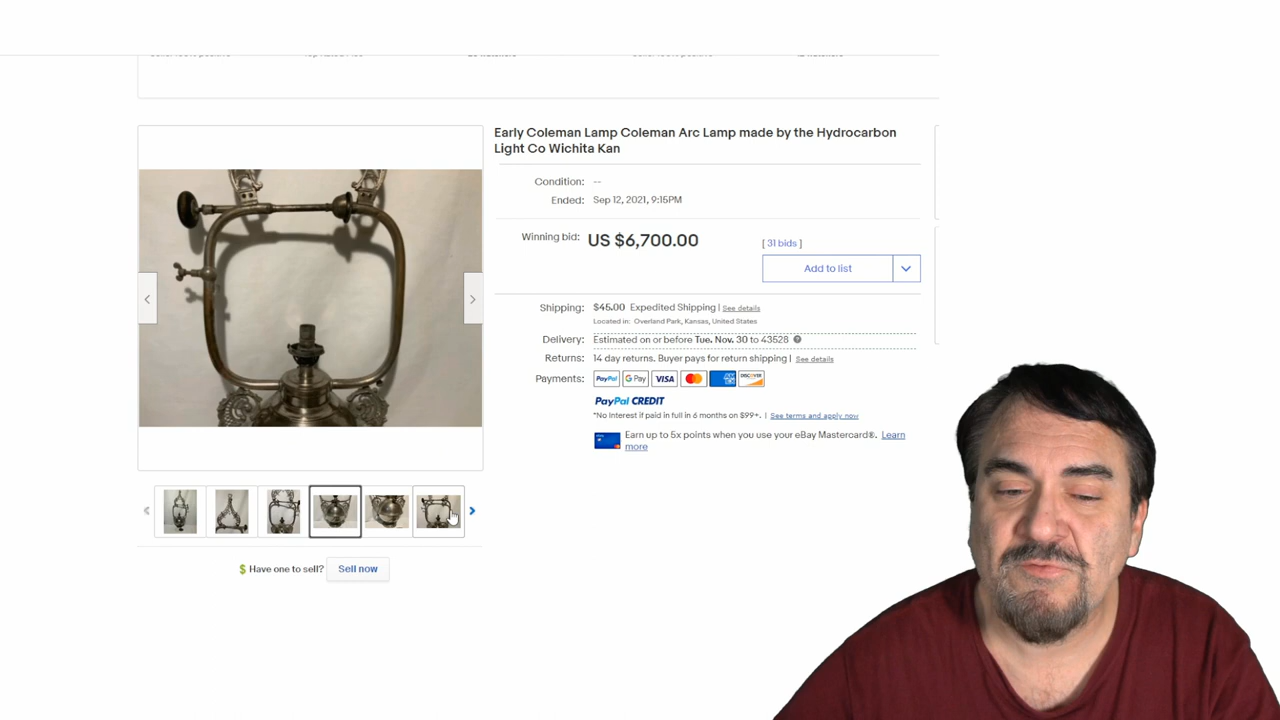 Early Coleman Lamp Coleman Arc Lamp made by the Hydrocarbon
Light Co Wichita Kan
Condition: --
Ended: Sep 12, 2021, 9:15PM
Winning bid: US $6,700.00
[ 31 bids ]
Add to list
Shipping: $45.00 Expedited Shipping | See details
Located in: Overland Park, Kansas, United States
Delivery: Estimated on or before Tue. Nov. 30 to 43528
Returns: 14 day returns. Buyer pays for return shipping | See details
Payments: PayPal G Pay VISA DISCOVER
PayPal CREDIT
*No Interest if paid in full in 6 months on $99+. | See terms and apply now
Earn up to 5x points when you use your eBay Mastercard®. Learn
more
$ Have one to sell? Sell now